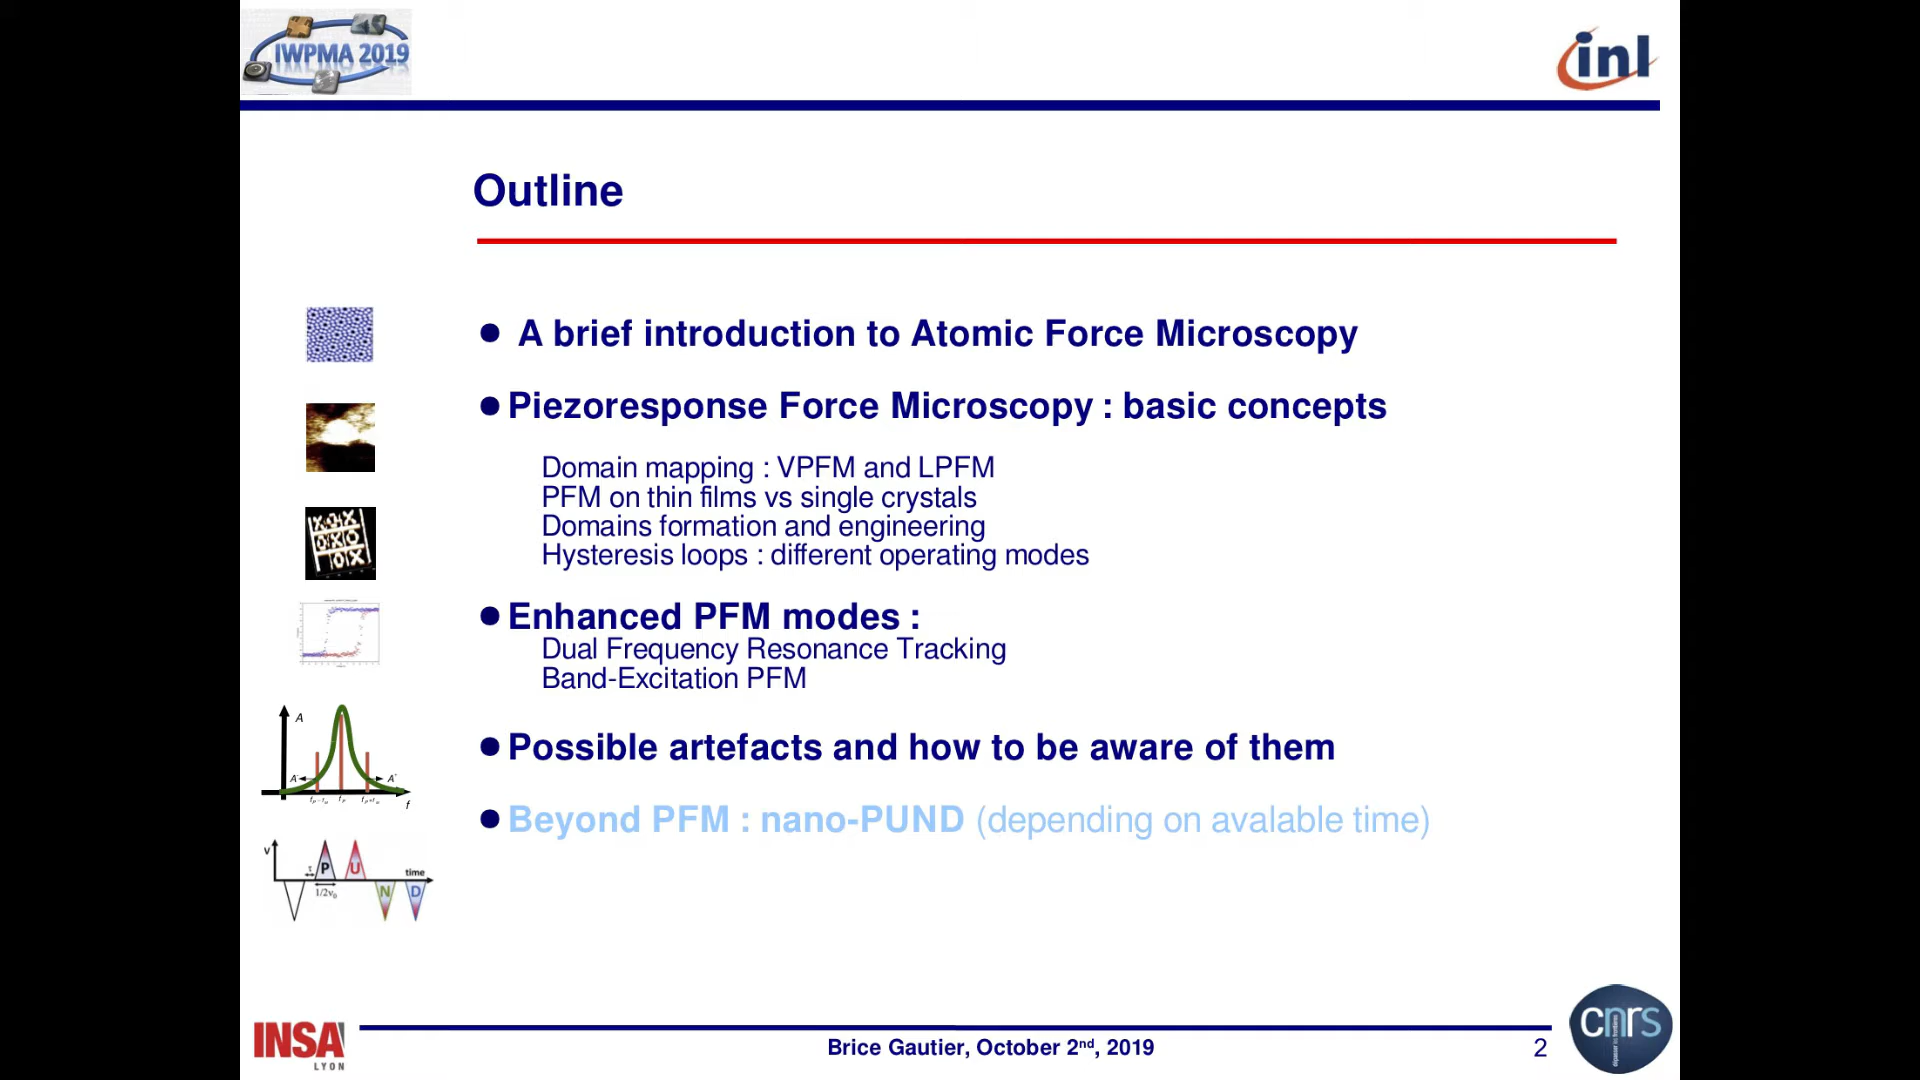 IWPMA 2019
inl
Outline
● A brief introduction to Atomic Force Microscopy
● Piezoresponse Force Microscopy : basic concepts
Domain mapping : VPFM and LPFM
PFM on thin films vs single crystals
Domains formation and engineering
Hysteresis loops : different operating modes
● Enhanced PFM modes :
Dual Frequency Resonance Tracking
Band-Excitation PFM
● Possible artefacts and how to be aware of them
● Beyond PFM : nano-PUND (depending on avalable time)
A
A A
f
V
τ P U time
1/2ν₀ N D
INSA
LYON
Brice Gautier, October 2nd, 2019
2
cnrs